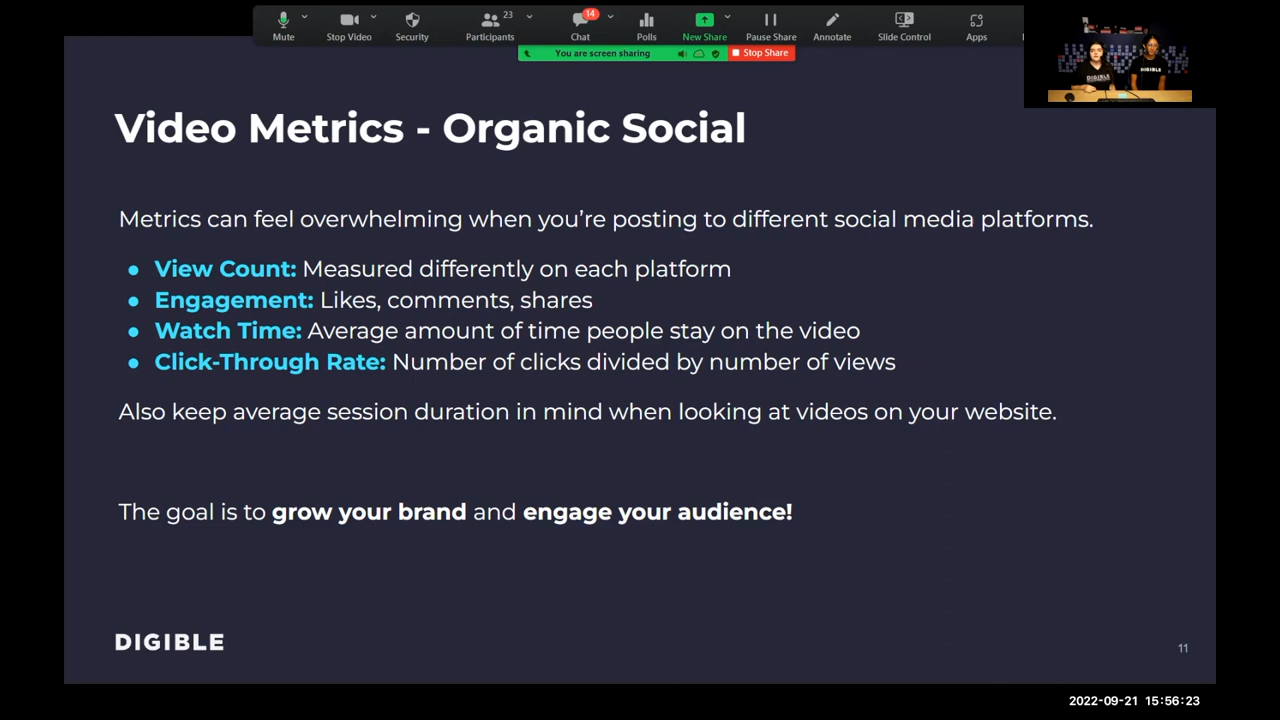 23
14
Mute
Stop Video
Security
Participants
Chat
Polls
New Share
Pause Share
Annotate
Slide Control
Apps
You are screen sharing
Stop Share
DIGIBLE
DIGIBLE
Video Metrics - Organic Social
Metrics can feel overwhelming when you’re posting to different social media platforms.
● View Count: Measured differently on each platform
● Engagement: Likes, comments, shares
● Watch Time: Average amount of time people stay on the video
● Click-Through Rate: Number of clicks divided by number of views
Also keep average session duration in mind when looking at videos on your website.
The goal is to grow your brand and engage your audience!
DIGIBLE
11
2022-09-21 15:56:23